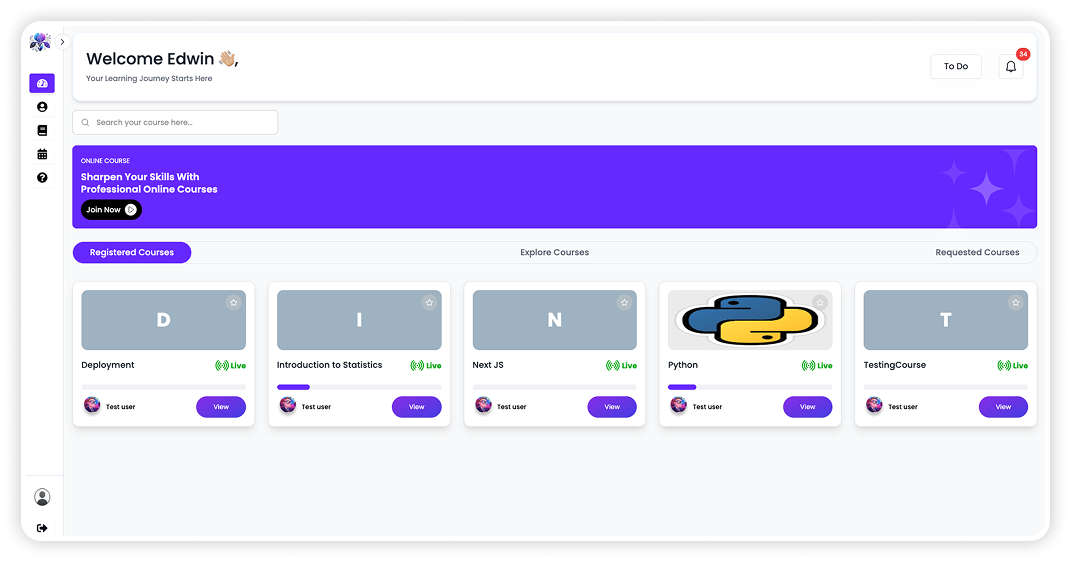 Welcome Edwin 👋🏼,
Your Learning Journey Starts Here
To Do
34
Search your course here...
ONLINE COURSE
Sharpen Your Skills With
Professional Online Courses
Join Now
Registered Courses
Explore Courses
Requested Courses
D
I
N
T
Deployment
Live
Introduction to Statistics
Live
Next JS
Live
Python
Live
TestingCourse
Live
Test user
View
Test user
View
Test user
View
Test user
View
Test user
View